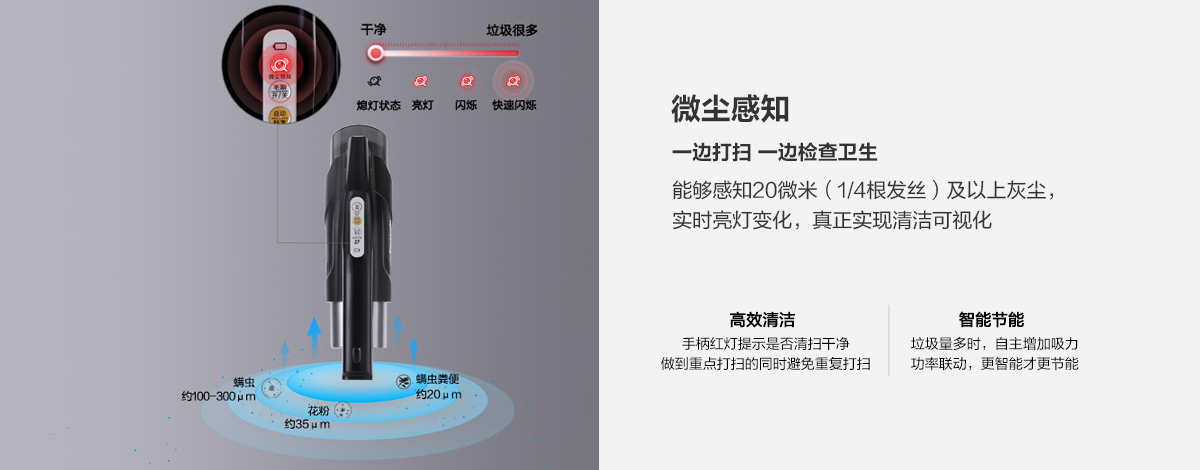 干净
垃圾很多
微尘感知
毛刷
开/关
自动
熄灯状态
亮灯
闪烁
快速闪烁
螨虫
约100-300μm
花粉
约35μm
螨虫粪便
约20μm
微尘感知
一边打扫 一边检查卫生
能够感知20微米（1/4根发丝）及以上灰尘，
实时亮灯变化，真正实现清洁可视化
高效清洁
手柄红灯提示是否清扫干净
做到重点打扫的同时避免重复打扫
智能节能
垃圾量多时，自主增加吸力
功率联动，更智能才更节能